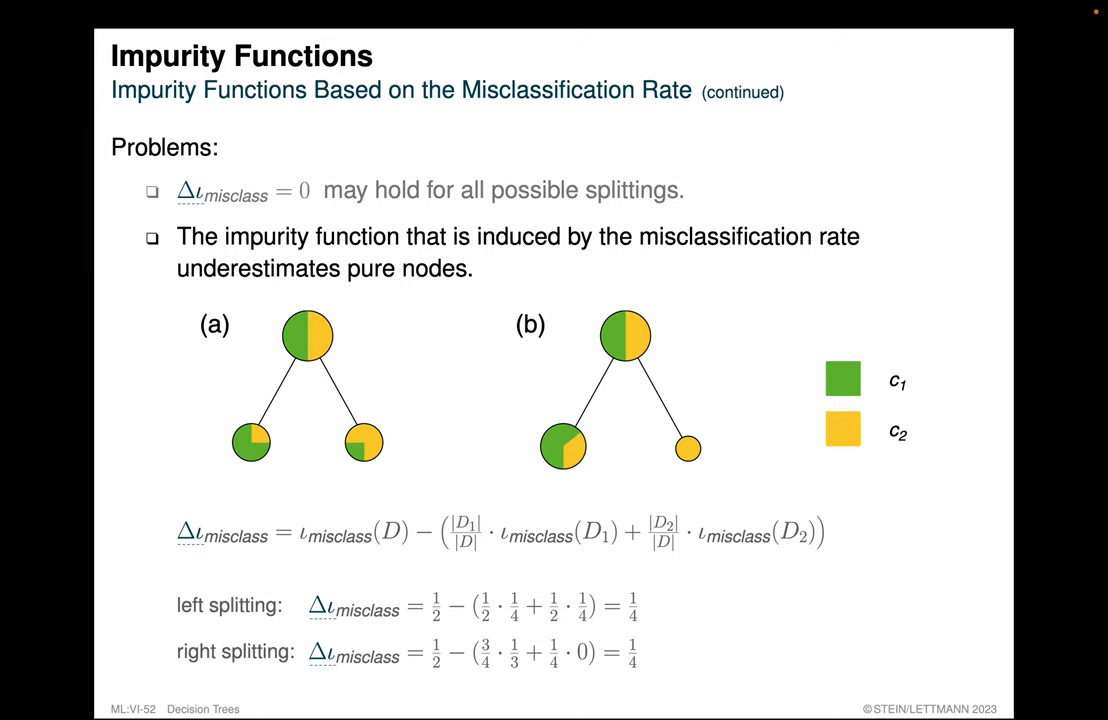 Impurity Functions
Impurity Functions Based on the Misclassification Rate (continued)
Problems:
❑ Δι_misclass = 0 may hold for all possible splittings.
❑ The impurity function that is induced by the misclassification rate
underestimates pure nodes.
(a) (b)
c₁
c₂
Δι_misclass = ι_misclass(D) − (|D₁|/|D| · ι_misclass(D₁) + |D₂|/|D| · ι_misclass(D₂))
left splitting: Δι_misclass = 1/2 − (1/2 · 1/4 + 1/2 · 1/4) = 1/4
right splitting: Δι_misclass = 1/2 − (3/4 · 1/3 + 1/4 · 0) = 1/4
ML:VI-52 Decision Trees ©STEIN/LETTMANN 2023